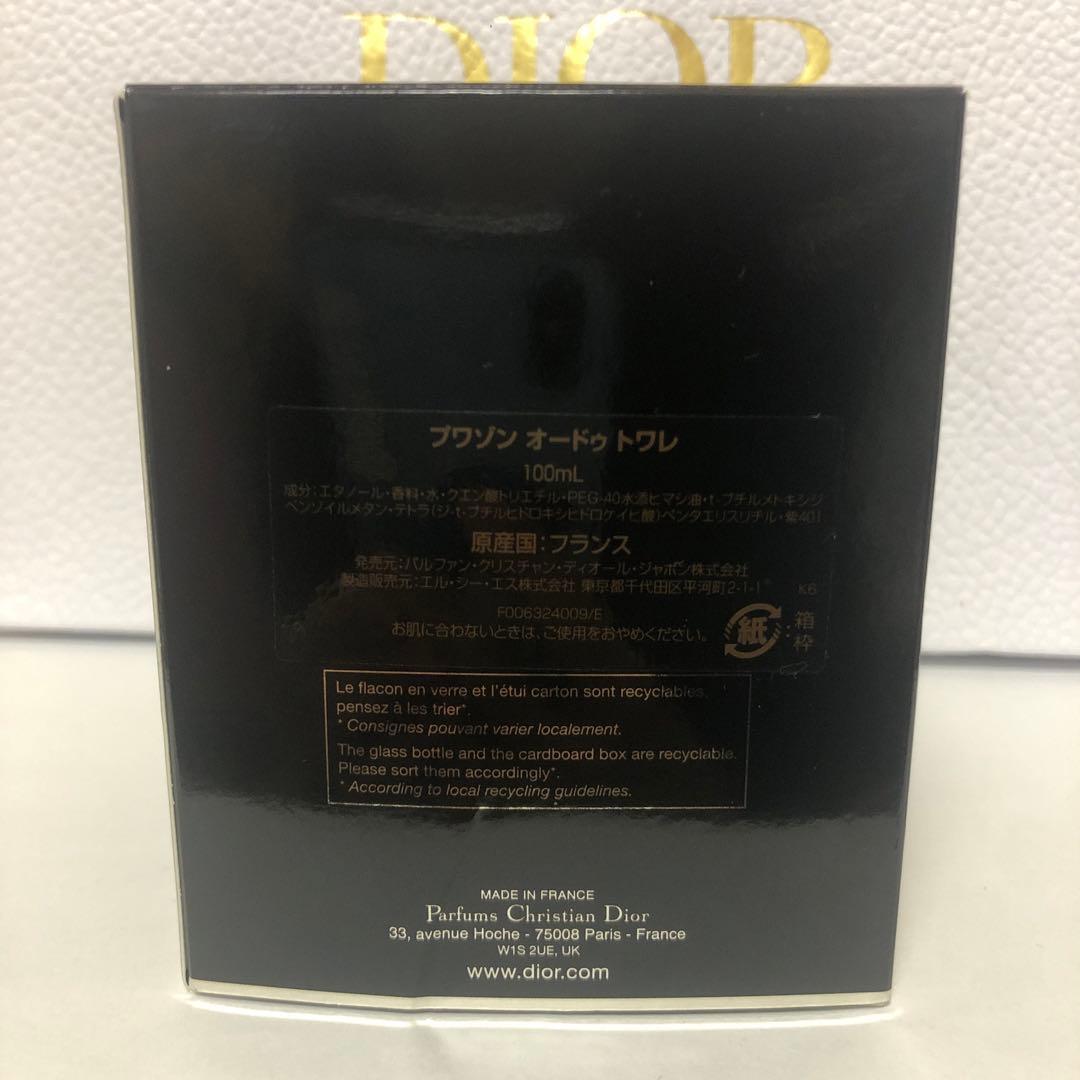 DIOR
プワゾン オードゥ トワレ
100mL
成分:エタノール・香料・水・クエン酸トリエチル・PEG-40水添ヒマシ油・t-ブチルメトキシジ
ベンゾイルメタン・テトラ(ジ-t-ブチルヒドロキシヒドロケイヒ酸)ペンタエリスリチル・紫401
原産国:フランス
発売元:パルファン・クリスチャン・ディオール・ジャポン株式会社
製造販売元:エル・シー・エス株式会社 東京都千代田区平河町2-1-1
K6
F006324009/E
お肌に合わないときは、ご使用をおやめください。
紙:箱
枠
Le flacon en verre et l'étui carton sont recyclables,
pensez à les trier*.
* Consignes pouvant varier localement.
The glass bottle and the cardboard box are recyclable.
Please sort them accordingly*.
* According to local recycling guidelines.
MADE IN FRANCE
Parfums Christian Dior
33, avenue Hoche - 75008 Paris - France
W1S 2UE, UK
www.dior.com